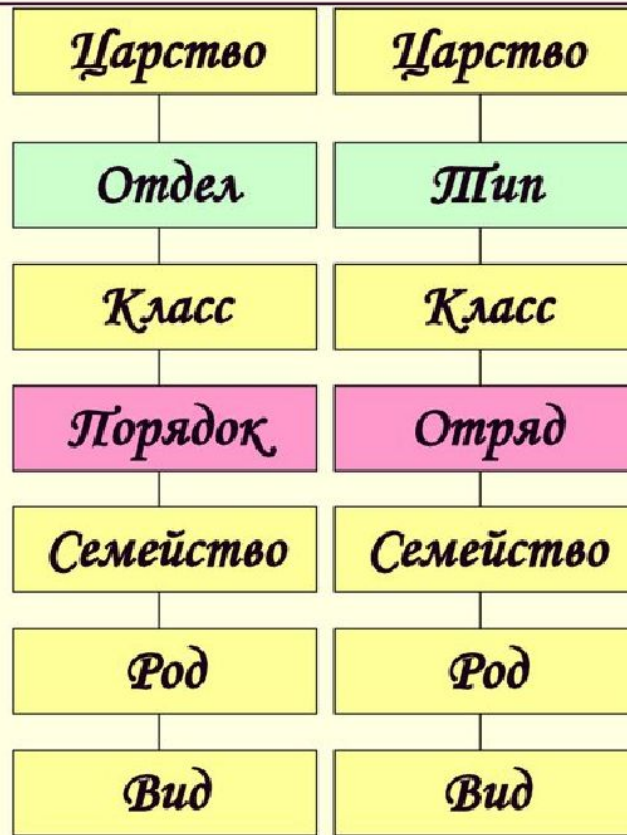 Царство Царство
Отдел Тип
Класс Класс
Порядок Отряд
Семейство Семейство
Род Род
Вид Вид